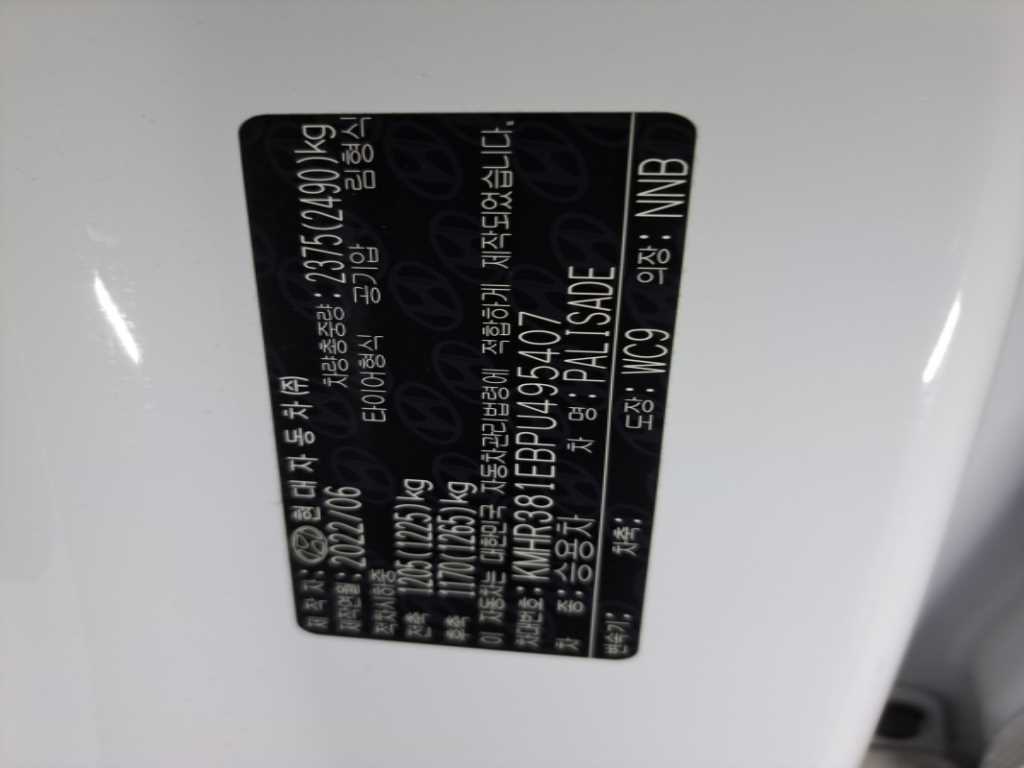 제 작 자: 현 대 자 동 차 ㈜
제작연월: 2022/06 차량총중량: 2375(2490)kg
적차시하중 타이어형식 공기압 림형식
전축 1205(1225)kg
후축 1170(1265)kg
이 자동차는 대한민국 자동차관리법령에 적합하게 제작되었습니다.
차대번호: KMHR381EBPU495407
차 종: 승용차 차 명: PALISADE
변속기: 차축: 도장: WC9 의장: NNB